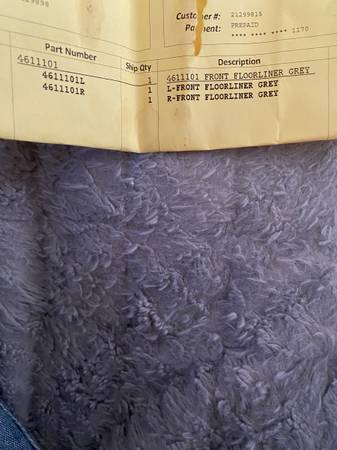 Customer #: 21299815
Payment: PREPAID
**** **** **** 1170
Part Number Ship Qty Description
4611101 1 4611101 FRONT FLOORLINER GREY
4611101L 1 L-FRONT FLOORLINER GREY
4611101R 1 R-FRONT FLOORLINER GREY